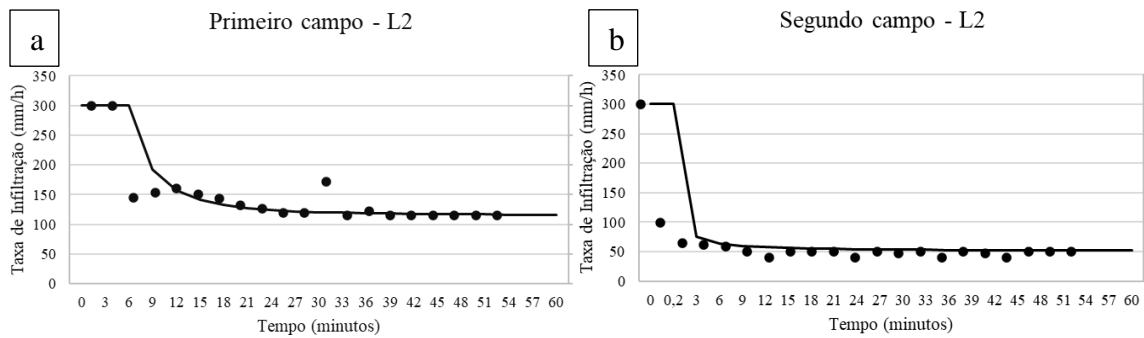 a
Primeiro campo - L2
Taxa de Infiltração (mm/h)
350
300
250
200
150
100
50
0
0 3 6 9 12 15 18 21 24 27 30 33 36 39 42 45 48 51 54 57 60
Tempo (minutos)
b
Segundo campo - L2
Taxa de Infiltração (mm/h)
350
300
250
200
150
100
50
0
0 0,2 3 6 9 12 15 18 21 24 27 30 33 36 39 42 45 48 51 54 57 60
Tempo (minutos)